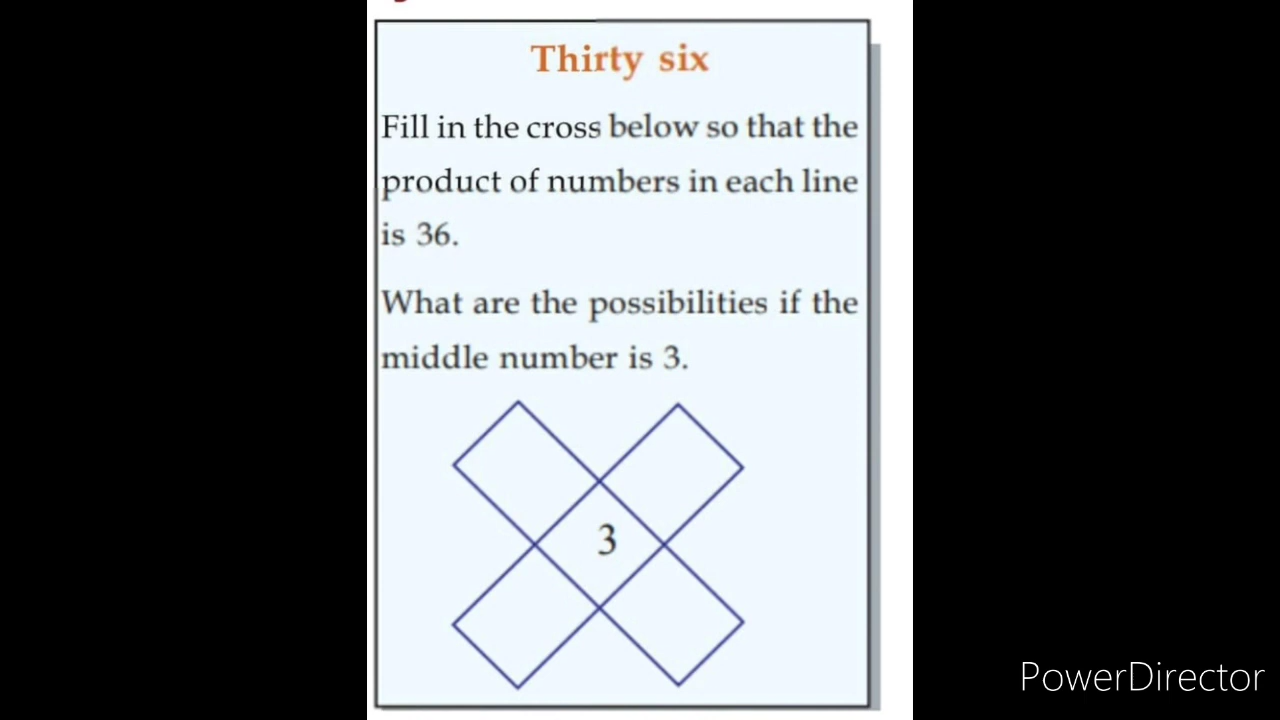 Thirty six
Fill in the cross below so that the
product of numbers in each line
is 36.
What are the possibilities if the
middle number is 3.
3
PowerDirector